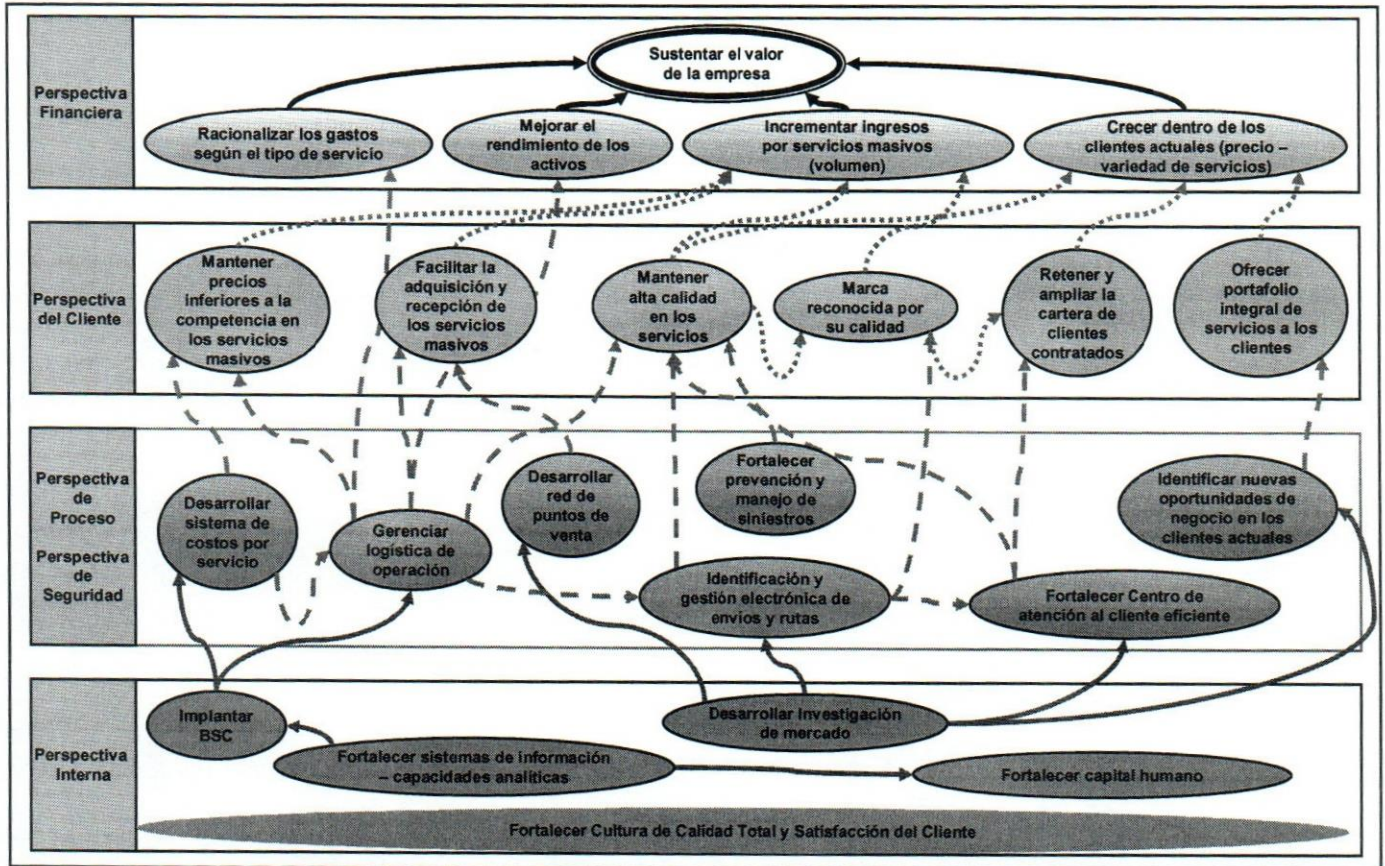 Perspectiva
Financiera
Sustentar el valor
de la empresa
Racionalizar los gastos
según el tipo de servicio
Mejorar el
rendimiento de los
activos
Incrementar ingresos
por servicios masivos
(volumen)
Crecer dentro de los
clientes actuales (precio –
variedad de servicios)
Perspectiva
del Cliente
Mantener
precios
inferiores a la
competencia en
los servicios
masivos
Facilitar la
adquisición y
recepción de
los servicios
masivos
Mantener
alta calidad
en los
servicios
Marca
reconocida por
su calidad
Retener y
ampliar la
cartera de
clientes
contratados
Ofrecer
portafolio
integral de
servicios a los
clientes
Perspectiva
de
Proceso
Perspectiva
de
Seguridad
Desarrollar
sistema de
costos por
servicio
Gerenciar
logística de
operación
Desarrollar
red de
puntos de
venta
Fortalecer
prevención y
manejo de
siniestros
Identificar nuevas
oportunidades de
negocio en los
clientes actuales
Identificación y
gestión electrónica de
envíos y rutas
Fortalecer Centro de
atención al cliente eficiente
Perspectiva
Interna
Implantar
BSC
Desarrollar Investigación
de mercado
Fortalecer sistemas de información
– capacidades analíticas
Fortalecer capital humano
Fortalecer Cultura de Calidad Total y Satisfacción del Cliente